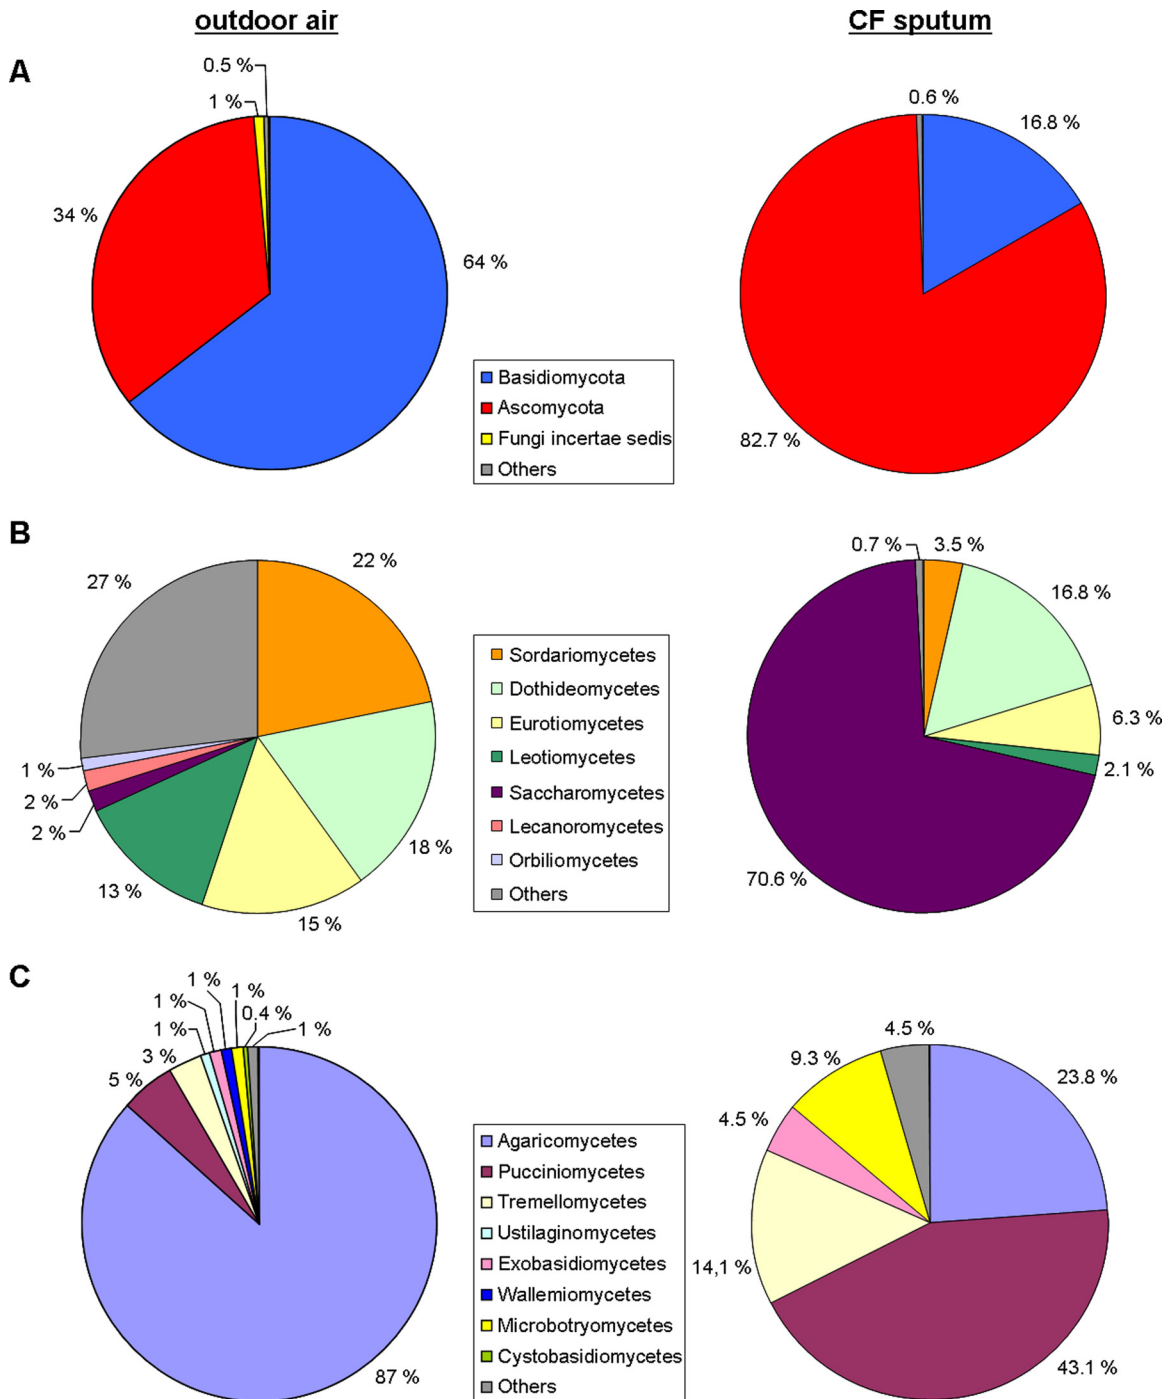 outdoor air
CF sputum
A
0.5 %
1 %
34 %
64 %
0.6 %
16.8 %
82.7 %
Basidiomycota
Ascomycota
Fungi incertae sedis
Others
B
27 %
22 %
1 %
2 %
2 %
13 %
15 %
18 %
0.7 %
3.5 %
16.8 %
6.3 %
2.1 %
70.6 %
Sordariomycetes
Dothideomycetes
Eurotiomycetes
Leotiomycetes
Saccharomycetes
Lecanoromycetes
Orbiliomycetes
Others
C
1 %
1 %
1 %
1 %
0.4 %
1 %
3 %
5 %
87 %
4.5 %
9.3 %
23.8 %
4.5 %
14,1 %
43.1 %
Agaricomycetes
Pucciniomycetes
Tremellomycetes
Ustilaginomycetes
Exobasidiomycetes
Wallemiomycetes
Microbotryomycetes
Cystobasidiomycetes
Others